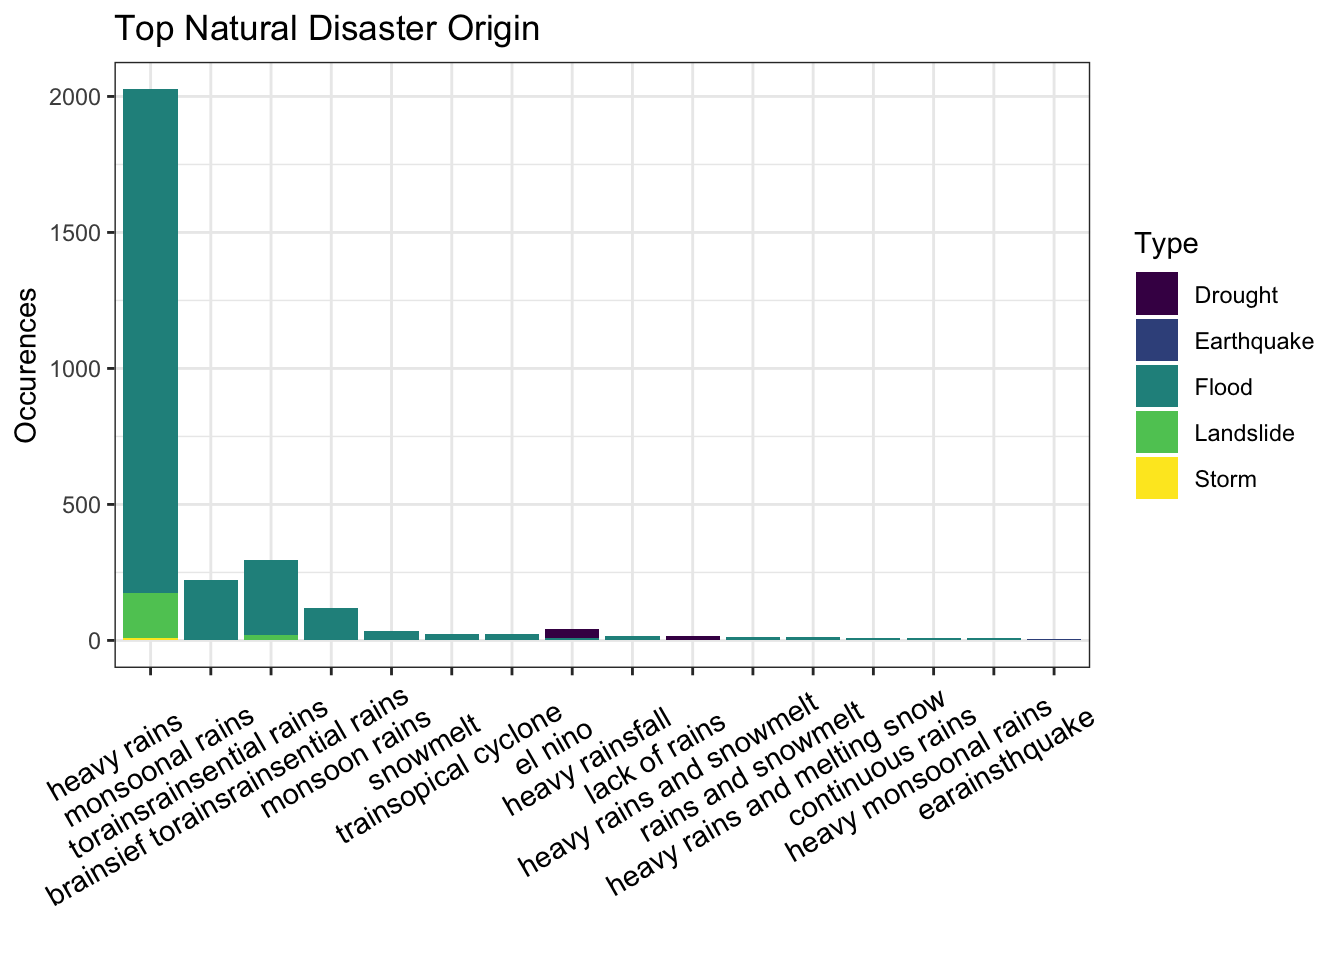 Top Natural Disaster Origin
Occurences
2000
1500
1000
500
0
heavy rains
monsoonal rains
torainsrainsential rains
brainsief torainsrainsential rains
monsoon rains
snowmelt
trainsopical cyclone
el nino
heavy rainsfall
lack of rains
heavy rains and snowmelt
rains and snowmelt
heavy rains and melting snow
continuous rains
heavy monsoonal rains
earainsthquake
Type
Drought
Earthquake
Flood
Landslide
Storm